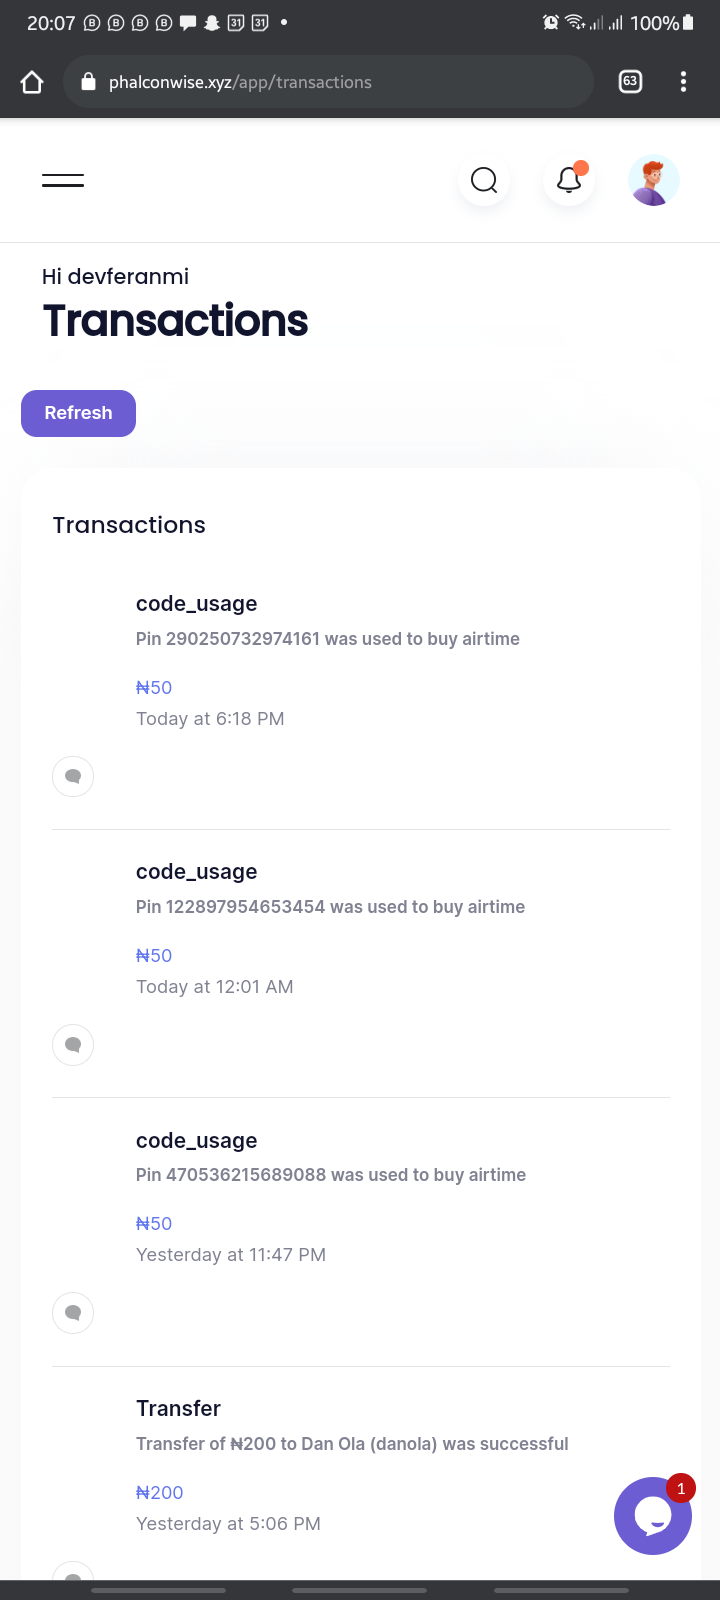 20:07
31 31
100%
phalconwise.xyz/app/transactions
63
Hi devferanmi
Transactions
Refresh
Transactions
code_usage
Pin 290250732974161 was used to buy airtime
₦50
Today at 6:18 PM
code_usage
Pin 122897954653454 was used to buy airtime
₦50
Today at 12:01 AM
code_usage
Pin 470536215689088 was used to buy airtime
₦50
Yesterday at 11:47 PM
Transfer
Transfer of ₦200 to Dan Ola (danola) was successful
₦200
Yesterday at 5:06 PM
1